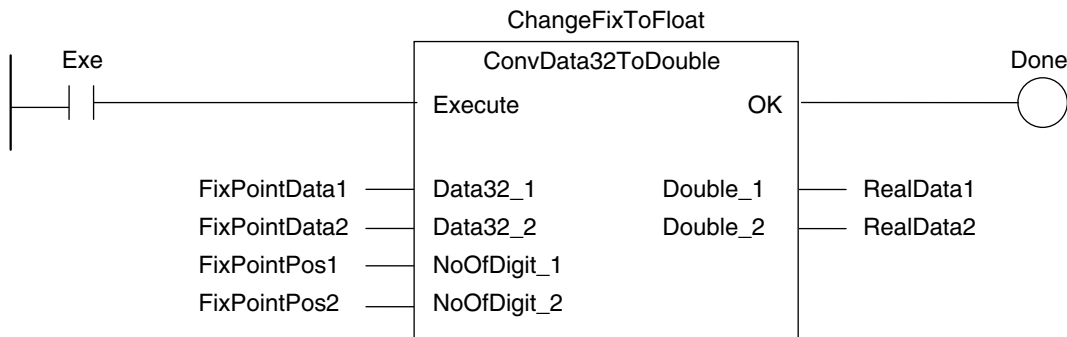 ChangeFixToFloat
Exe ConvData32ToDouble Done
Execute OK
FixPointData1 Data32_1 Double_1 RealData1
FixPointData2 Data32_2 Double_2 RealData2
FixPointPos1 NoOfDigit_1
FixPointPos2 NoOfDigit_2